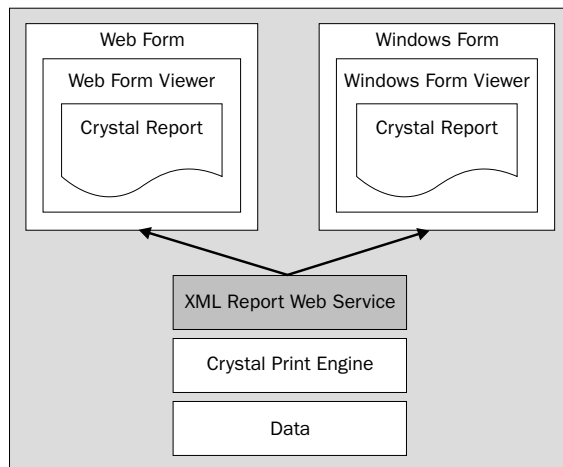 Web Form
Web Form Viewer
Crystal Report
Windows Form
Windows Form Viewer
Crystal Report
XML Report Web Service
Crystal Print Engine
Data